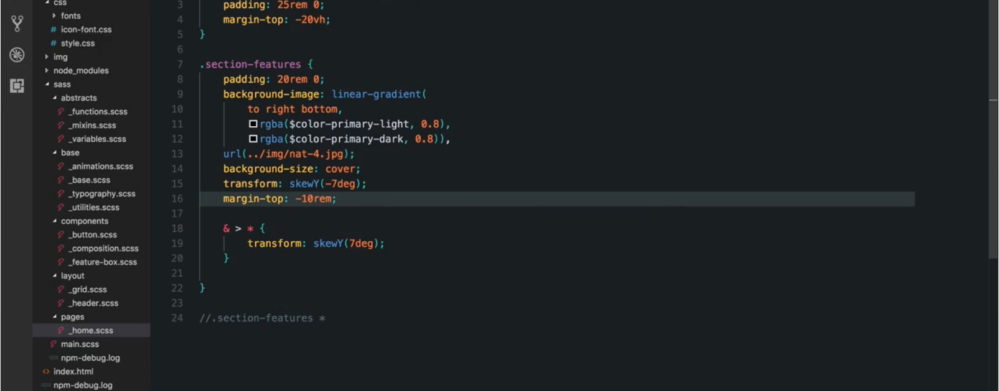 css
fonts
icon-font.css
style.css
img
node_modules
sass
abstracts
_functions.scss
_mixins.scss
_variables.scss
base
_animations.scss
_base.scss
_typography.scss
_utilities.scss
components
_button.scss
_composition.scss
_feature-box.scss
layout
_grid.scss
_header.scss
pages
_home.scss
main.scss
npm-debug.log
index.html
npm-debug.log
3 padding: 25rem 0;
4 margin-top: -20vh;
5 }
6
7 .section-features {
8 padding: 20rem 0;
9 background-image: linear-gradient(
10 to right bottom,
11 rgba($color-primary-light, 0.8),
12 rgba($color-primary-dark, 0.8)),
13 url(../img/nat-4.jpg);
14 background-size: cover;
15 transform: skewY(-7deg);
16 margin-top: -10rem;
17
18 & > * {
19 transform: skewY(7deg);
20 }
21
22 }
23
24 //.section-features *